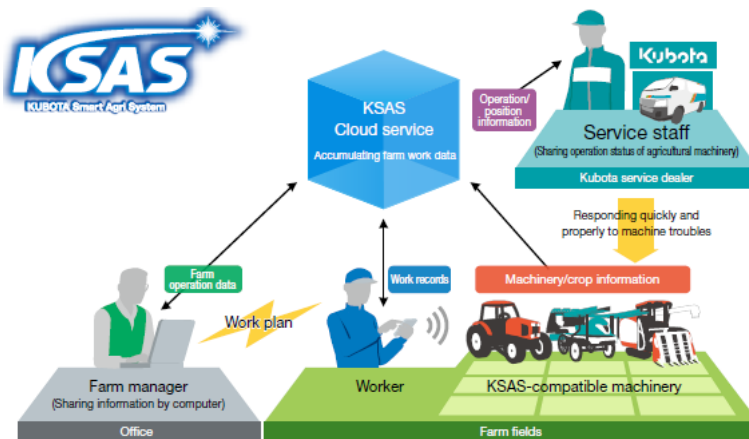 KSAS
KUBOTA Smart Agri System
KSAS
Cloud service
Accumulating farm work data
Operation/
position
information
Kubota
Service staff
(Sharing operation status of agricultural machinery)
Kubota service dealer
Responding quickly and
properly to machine troubles
Farm
operation data
Work records
Machinery/crop information
Work plan
Farm manager
(Sharing information by computer)
Office
Worker
KSAS-compatible machinery
Farm fields